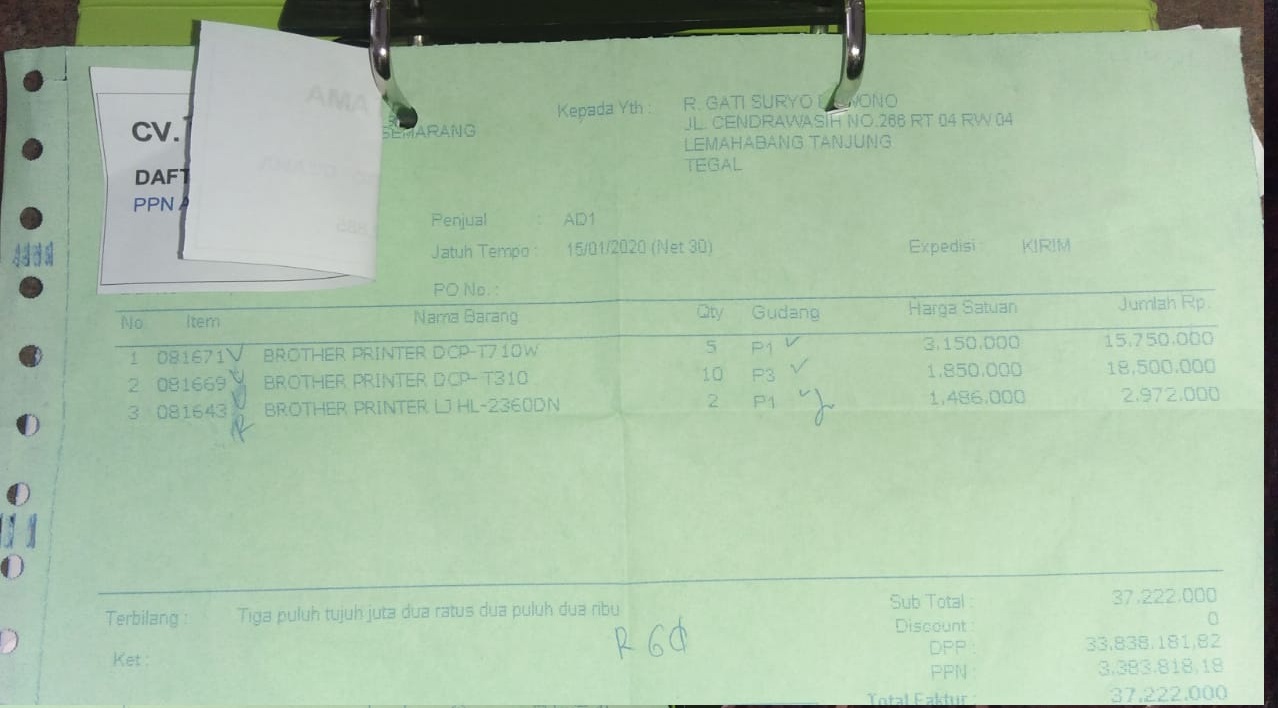 CV.
DAFT
PPN A
SEMARANG
Kepada Yth : R. GATI SURYO
JL. CENDRAWASIH NO.266 RT 04 RW 04
LEMAHABANG TANJUNG
TEGAL
Penjual : AD1
Jatuh Tempo : 15/01/2020 (Net 30) Expedisi : KIRIM
PO No. :
No Item Nama Barang Qty Gudang Harga Satuan Jumlah Rp.
1 081671 BROTHER PRINTER DCP-T710W 5 P1 3.150.000 15.750.000
2 081669 BROTHER PRINTER DCP-T310 10 P3 1.850.000 18.500.000
3 081643 BROTHER PRINTER LJ HL-2360DN 2 P1 1.486.000 2.972.000
Terbilang : Tiga puluh tujuh juta dua ratus dua puluh dua ribu
Ket :
Sub Total : 37.222.000
Discount : 0
DPP : 33.838.181,82
PPN : 3.383.818,18
Total Faktur : 37.222.000